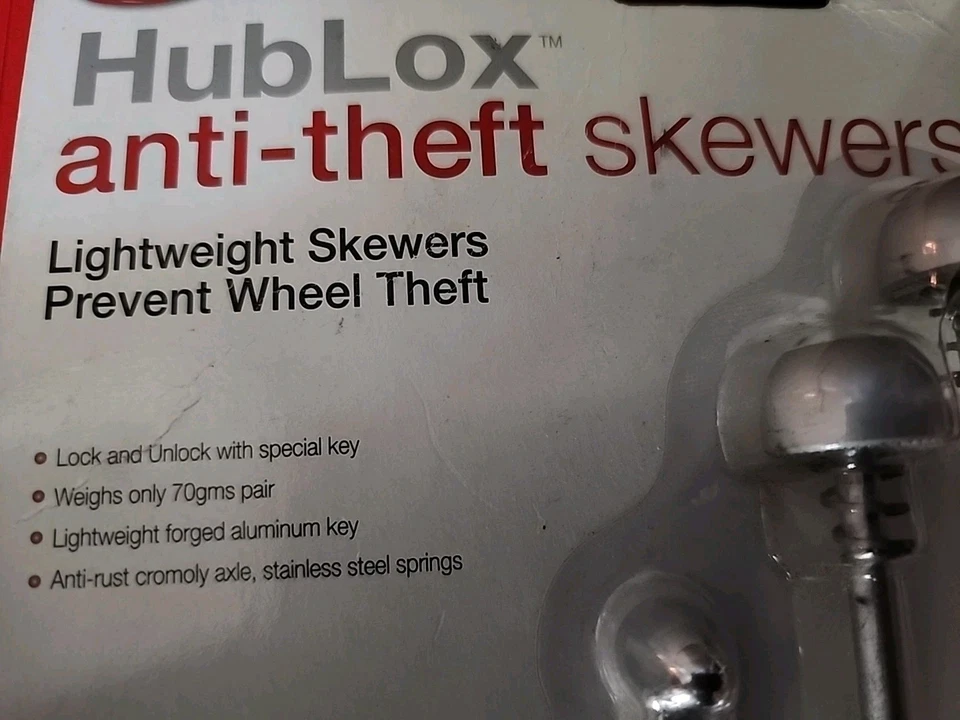 HubLox™
anti-theft skewers
Lightweight Skewers
Prevent Wheel Theft
Lock and Unlock with special key
Weighs only 70gms pair
Lightweight forged aluminum key
Anti-rust cromoly axle, stainless steel springs